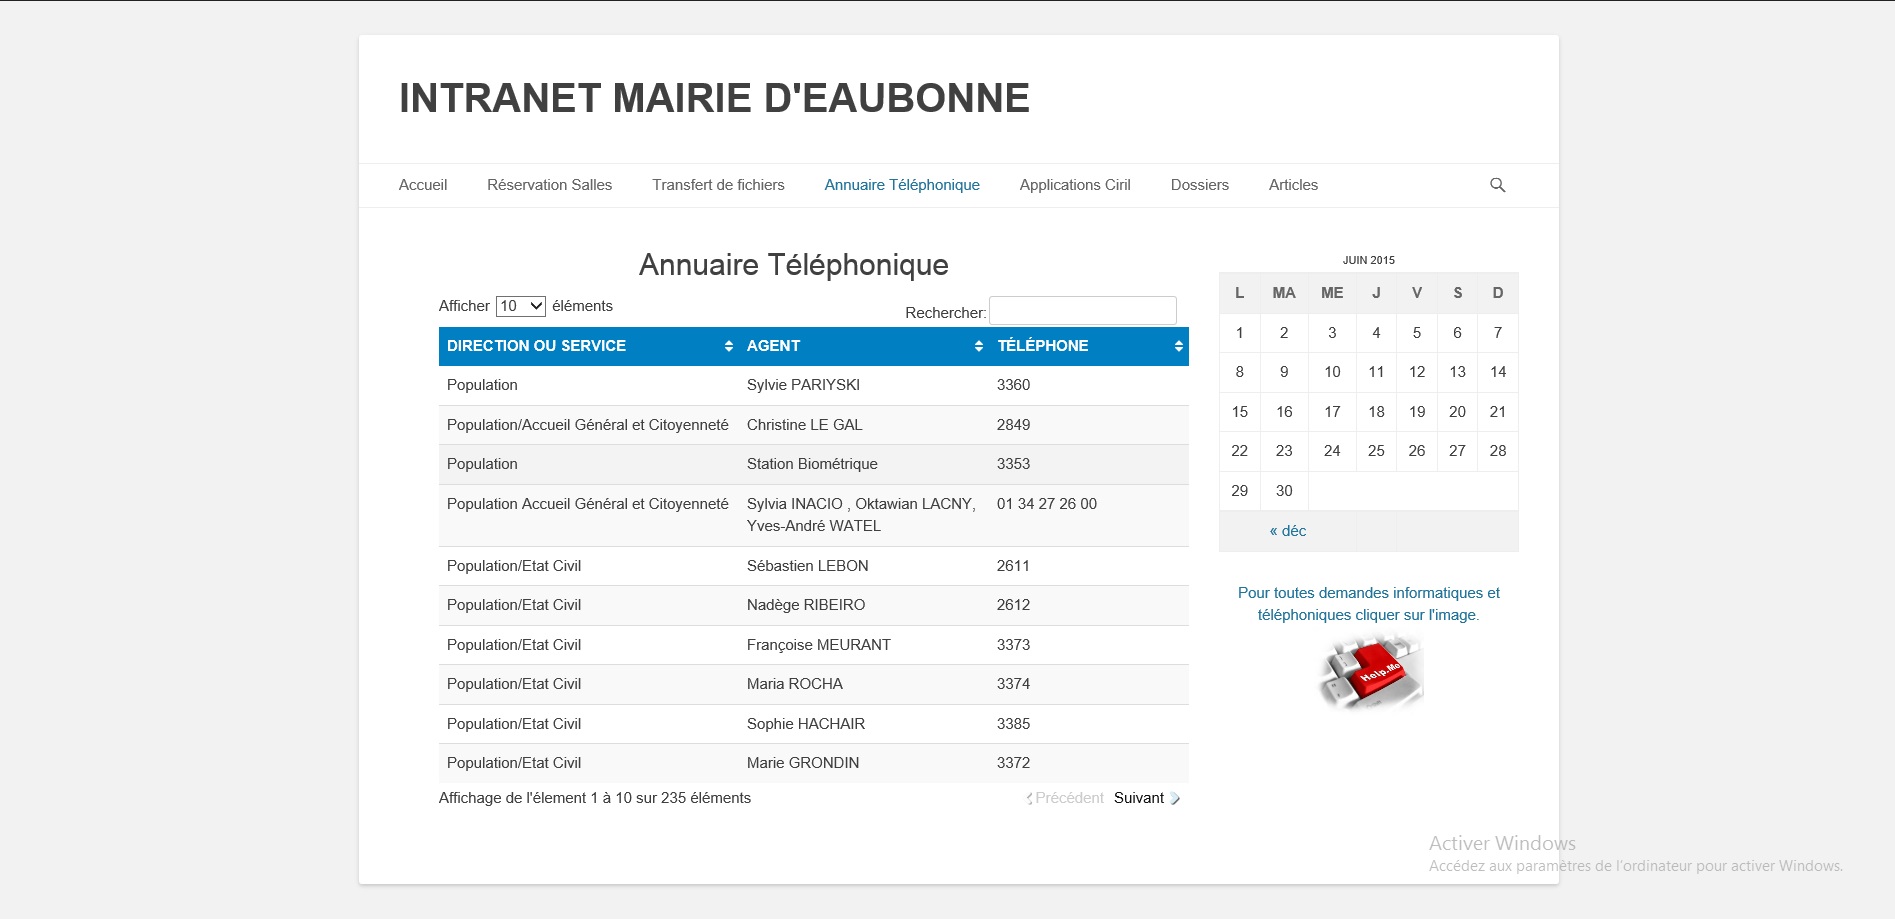 INTRANET MAIRIE D'EAUBONNE
Accueil Réservation Salles Transfert de fichiers Annuaire Téléphonique Applications Ciril Dossiers Articles
Annuaire Téléphonique
Afficher 10 éléments
Rechercher:
DIRECTION OU SERVICE AGENT TÉLÉPHONE
Population Sylvie PARIYSKI 3360
Population/Accueil Général et Citoyenneté Christine LE GAL 2849
Population Station Biométrique 3353
Population Accueil Général et Citoyenneté Sylvia INACIO , Oktawian LACNY, 01 34 27 26 00
Yves-André WATEL
Population/Etat Civil Sébastien LEBON 2611
Population/Etat Civil Nadège RIBEIRO 2612
Population/Etat Civil Françoise MEURANT 3373
Population/Etat Civil Maria ROCHA 3374
Population/Etat Civil Sophie HACHAIR 3385
Population/Etat Civil Marie GRONDIN 3372
Affichage de l'élement 1 à 10 sur 235 éléments
Précédent Suivant
JUIN 2015
L MA ME J V S D
1 2 3 4 5 6 7
8 9 10 11 12 13 14
15 16 17 18 19 20 21
22 23 24 25 26 27 28
29 30
« déc
Pour toutes demandes informatiques et
téléphoniques cliquer sur l'image.
Help.Me
Activer Windows
Accédez aux paramètres de l'ordinateur pour activer Windows.